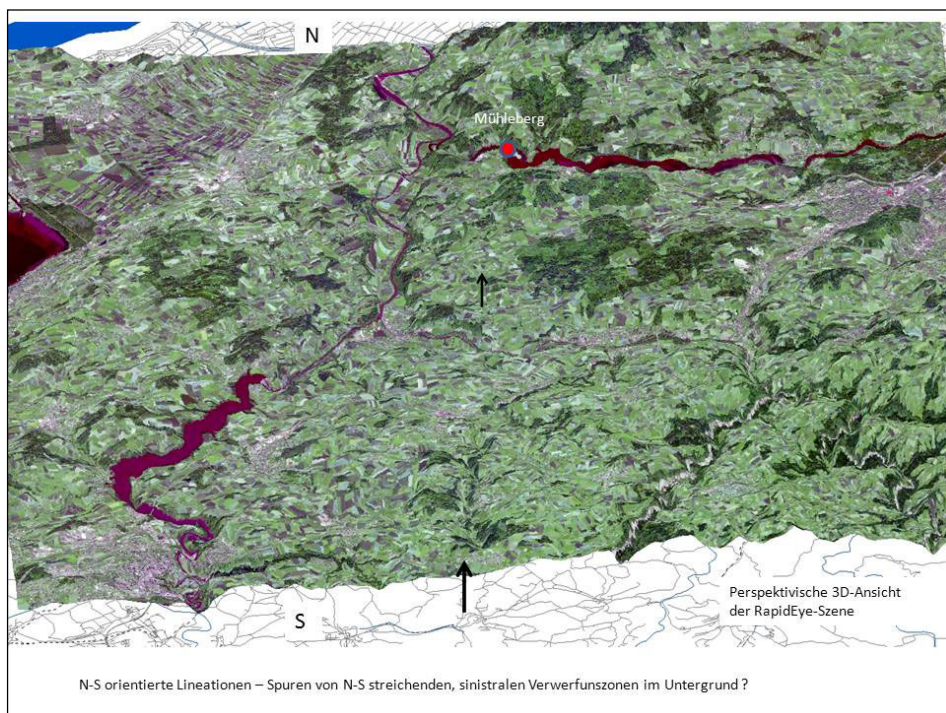 N
Mühleberg
S
Perspektivische 3D-Ansicht
der RapidEye-Szene
N-S orientierte Lineationen – Spuren von N-S streichenden, sinistralen Verwerfunszonen im Untergrund ?